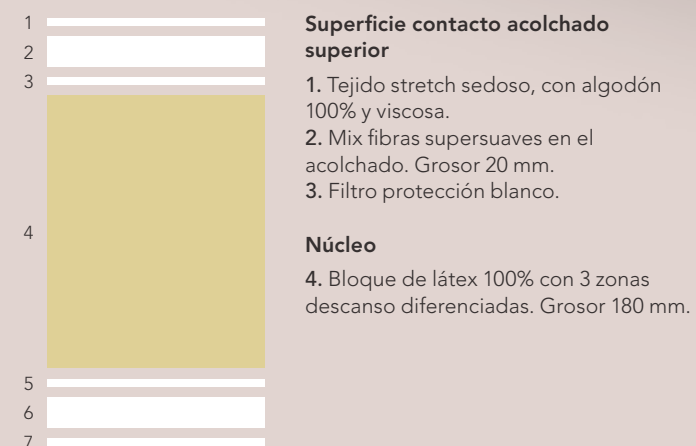 1
2
3
4
5
6
7
Superficie contacto acolchado
superior
1. Tejido stretch sedoso, con algodón
100% y viscosa.
2. Mix fibras supersuaves en el
acolchado. Grosor 20 mm.
3. Filtro protección blanco.
Núcleo
4. Bloque de látex 100% con 3 zonas
descanso diferenciadas. Grosor 180 mm.